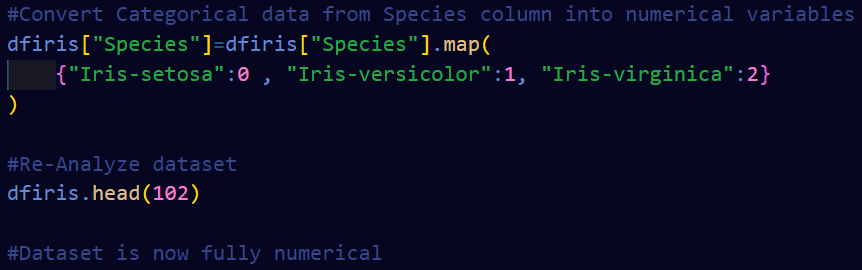 #Convert Categorical data from Species column into numerical variables
dfiris["Species"]=dfiris["Species"].map(
    {"Iris-setosa":0 , "Iris-versicolor":1, "Iris-virginica":2}
)
#Re-Analyze dataset
dfiris.head(102)
#Dataset is now fully numerical